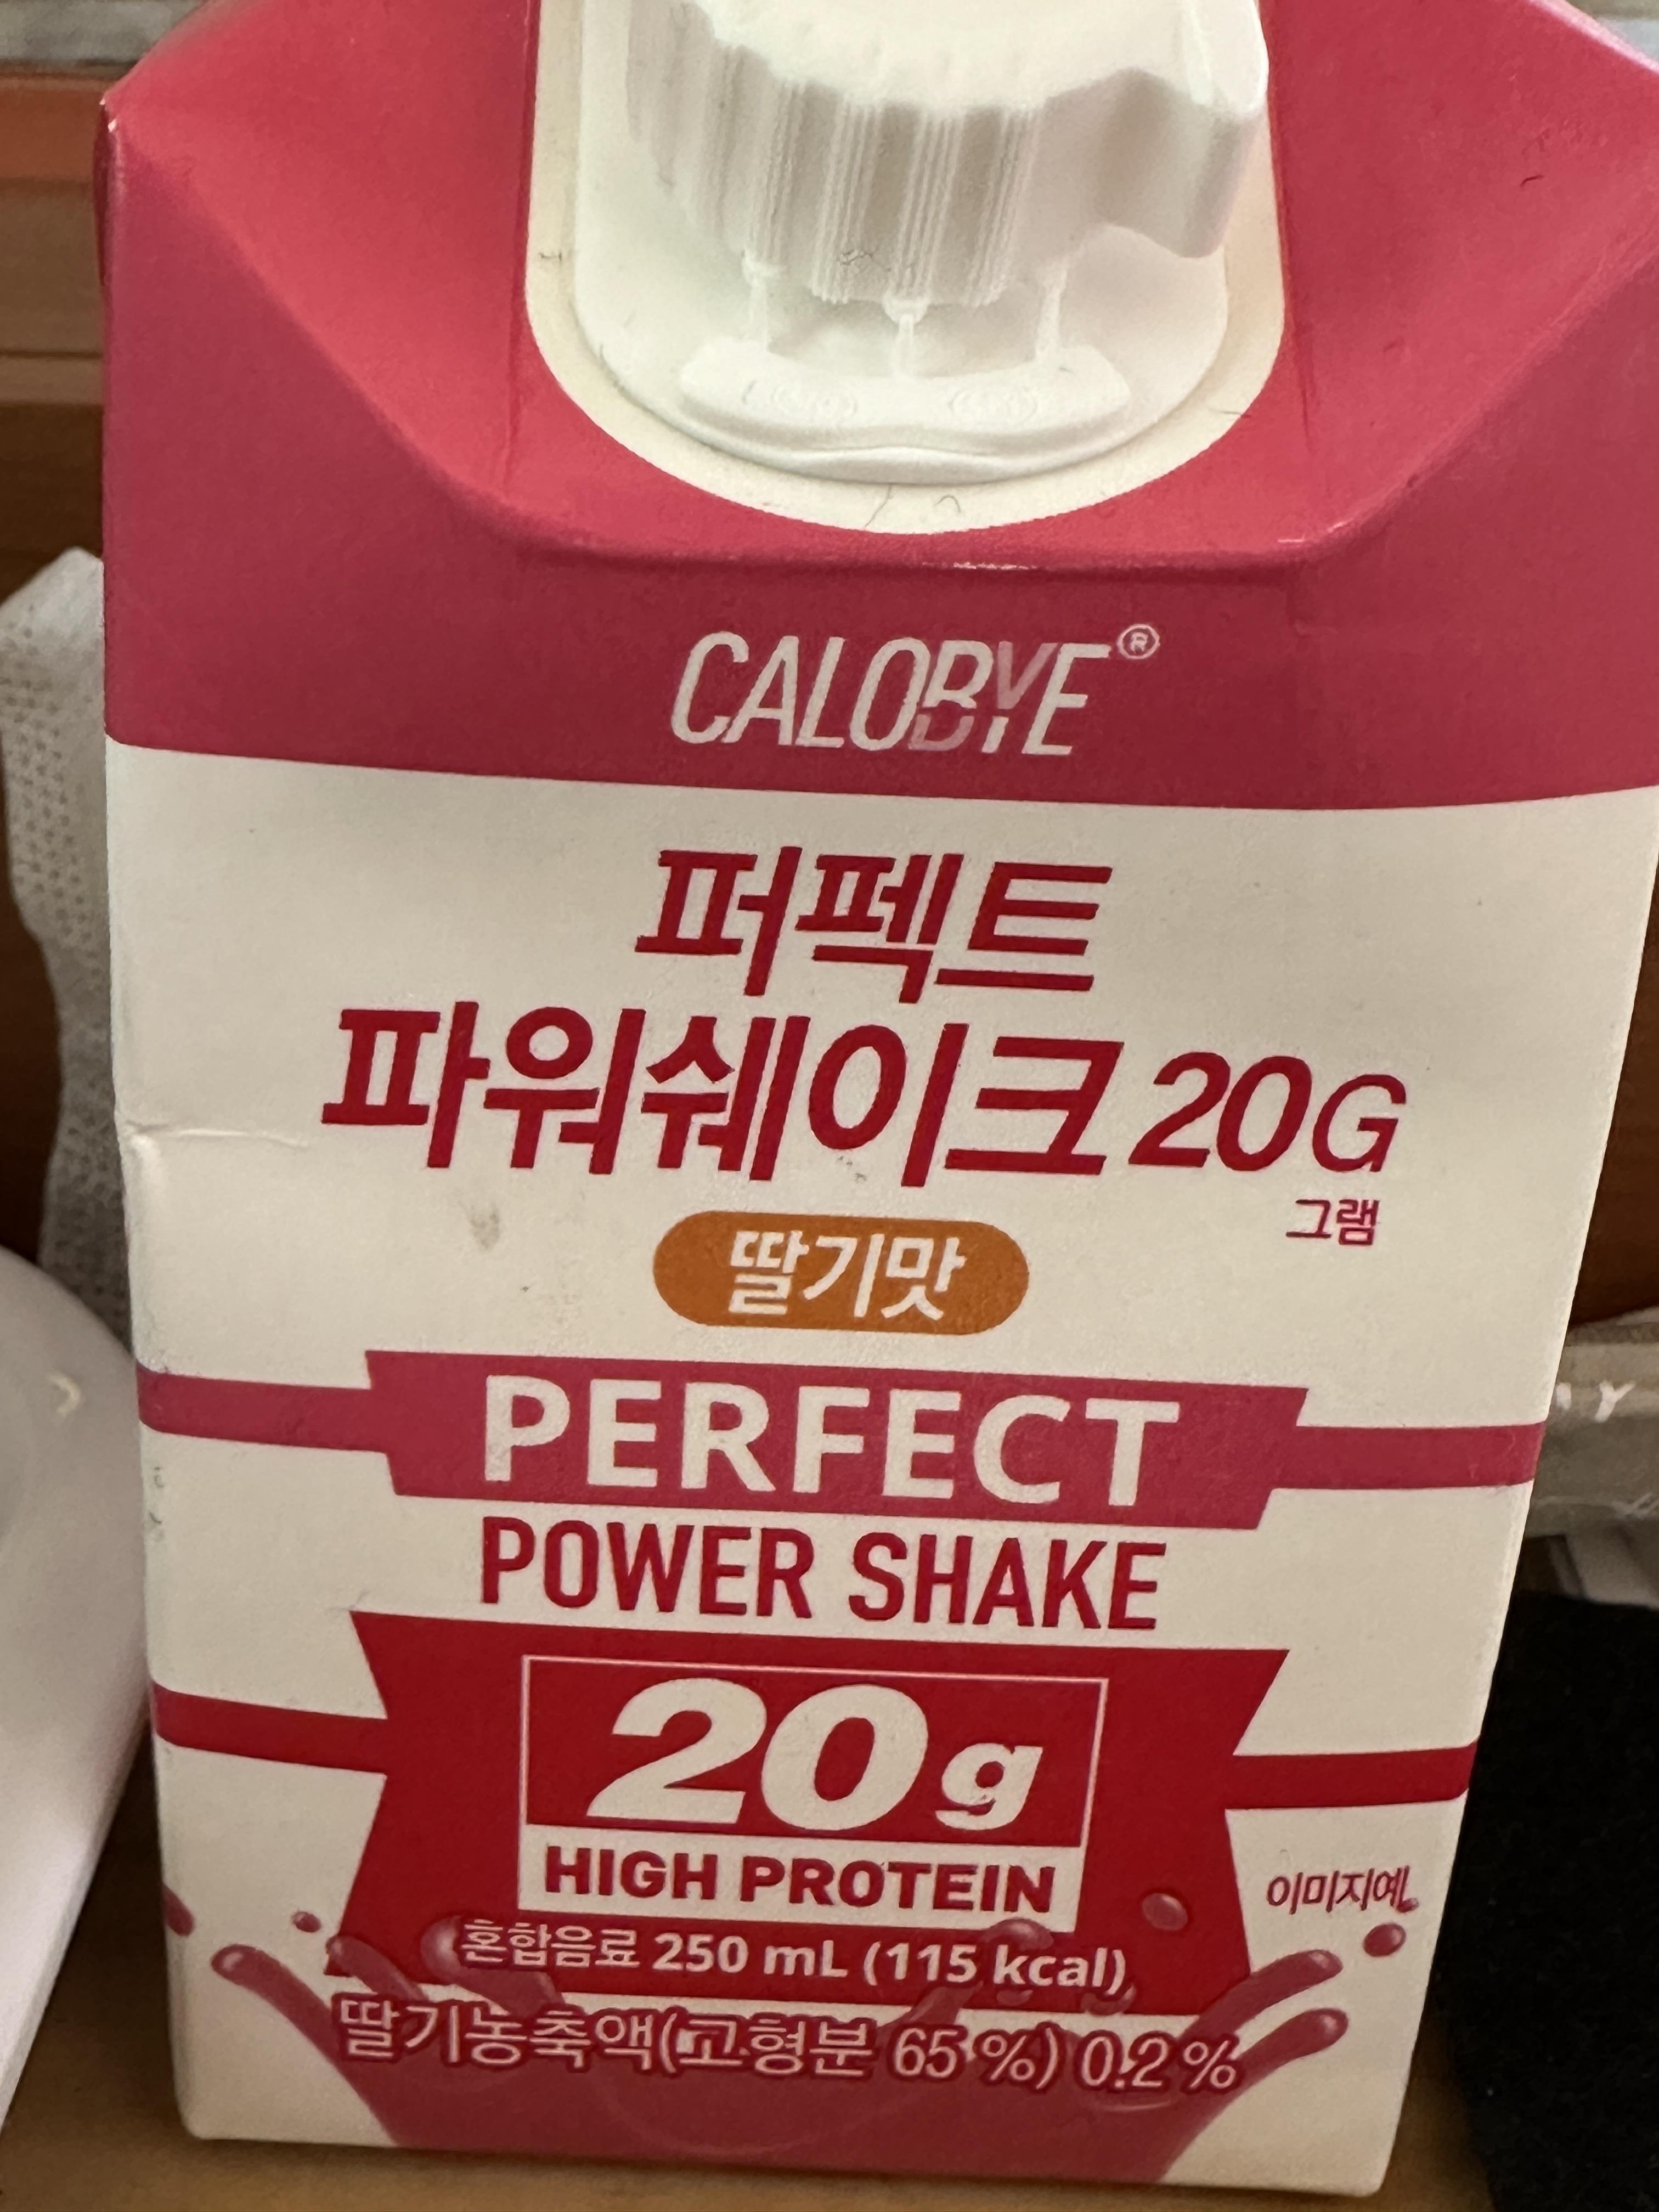 CALOBYE®
퍼펙트
파워쉐이크 20G
그램
딸기맛
PERFECT
POWER SHAKE
20g
HIGH PROTEIN
이미지예
혼합음료 250 mL (115 kcal)
딸기농축액(고형분 65 %) 0.2 %